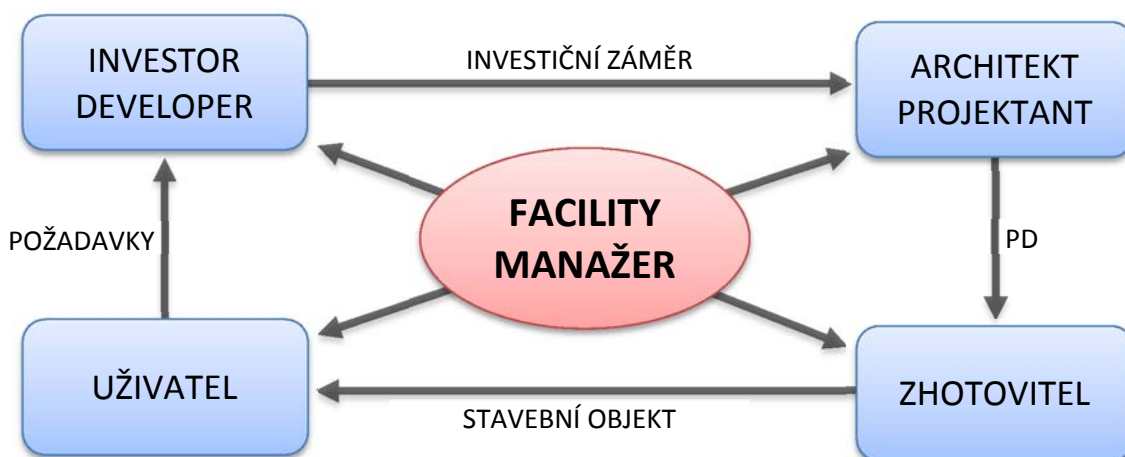 INVESTOR
DEVELOPER
INVESTIČNÍ ZÁMĚR
ARCHITEKT
PROJEKTANT
FACILITY
MANAŽER
POŽADAVKY
PD
UŽIVATEL
STAVEBNÍ OBJEKT
ZHOTOVITEL